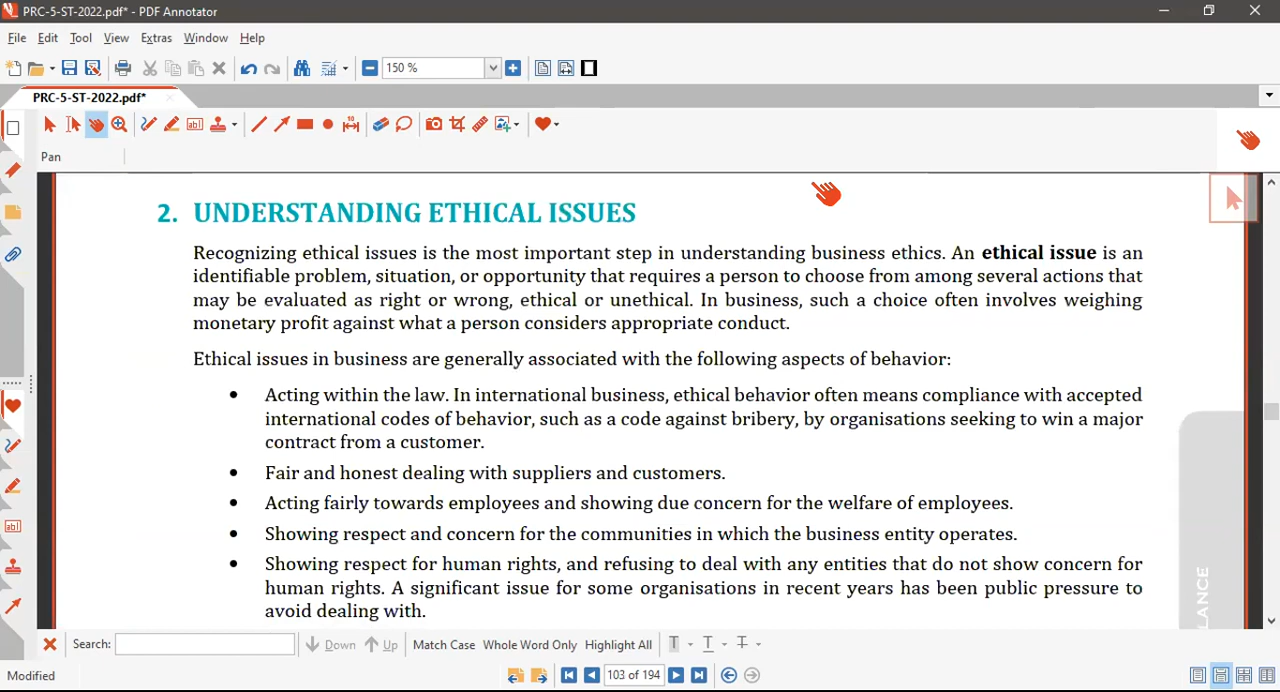 PRC-5-ST-2022.pdf* - PDF Annotator
File Edit Tool View Extras Window Help
150 %
PRC-5-ST-2022.pdf*
Pan
2. UNDERSTANDING ETHICAL ISSUES
Recognizing ethical issues is the most important step in understanding business ethics. An ethical issue is an
identifiable problem, situation, or opportunity that requires a person to choose from among several actions that
may be evaluated as right or wrong, ethical or unethical. In business, such a choice often involves weighing
monetary profit against what a person considers appropriate conduct.
Ethical issues in business are generally associated with the following aspects of behavior:
• Acting within the law. In international business, ethical behavior often means compliance with accepted
international codes of behavior, such as a code against bribery, by organisations seeking to win a major
contract from a customer.
• Fair and honest dealing with suppliers and customers.
• Acting fairly towards employees and showing due concern for the welfare of employees.
• Showing respect and concern for the communities in which the business entity operates.
• Showing respect for human rights, and refusing to deal with any entities that do not show concern for
human rights. A significant issue for some organisations in recent years has been public pressure to
avoid dealing with.
LANCE
Search: Down Up Match Case Whole Word Only Highlight All
Modified 103 of 194